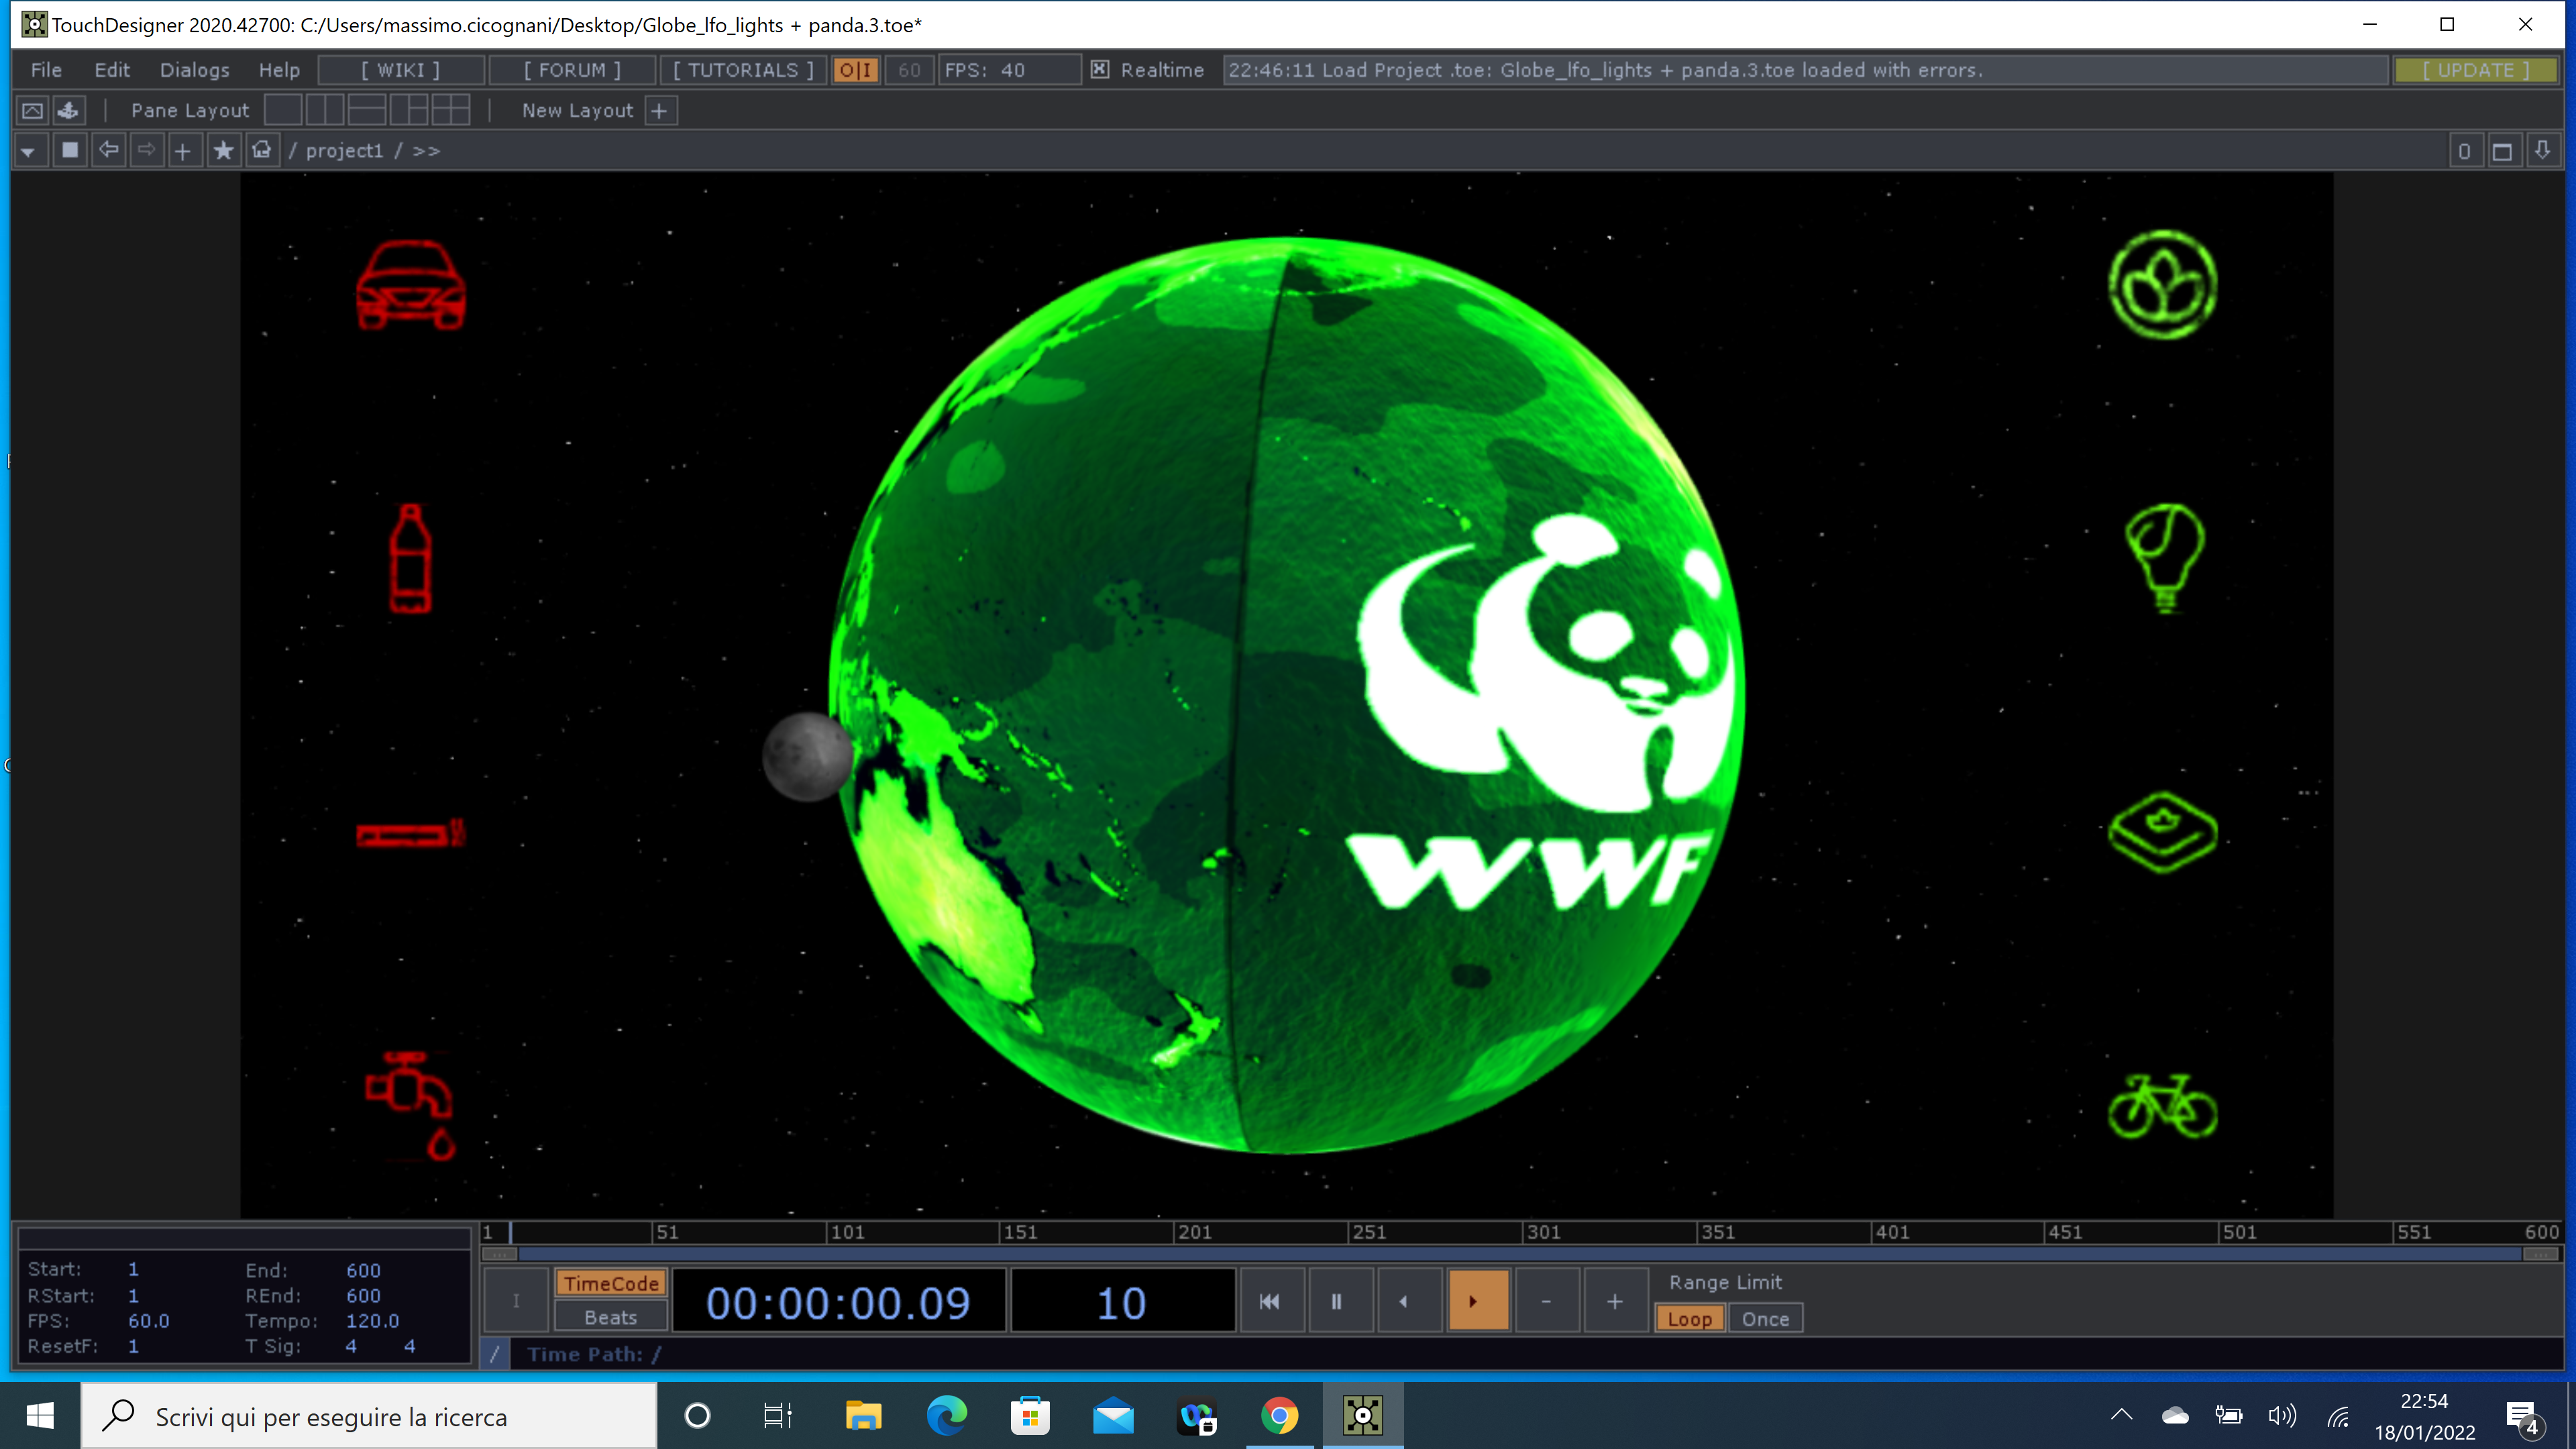 TouchDesigner 2020.42700: C:/Users/massimo.cicognani/Desktop/Globe_lfo_lights + panda.3.toe*
File Edit Dialogs Help [ WIKI ] [ FORUM ] [ TUTORIALS ] O|I 60 FPS: 40 Realtime 22:46:11 Load Project .toe: Globe_lfo_lights + panda.3.toe loaded with errors. [ UPDATE ]
Pane Layout New Layout +
/ project1 / >> 0
WWF
1 51 101 151 201 251 301 351 401 451 501 551 600
Start: 1 End: 600
RStart: 1 REnd: 600
FPS: 60.0 Tempo: 120.0
ResetF: 1 T Sig: 4 4
I TimeCode 00:00:00.09 10 - + Range Limit
Beats Loop Once
/ Time Path: /
Scrivi qui per eseguire la ricerca
22:54
18/01/2022
4